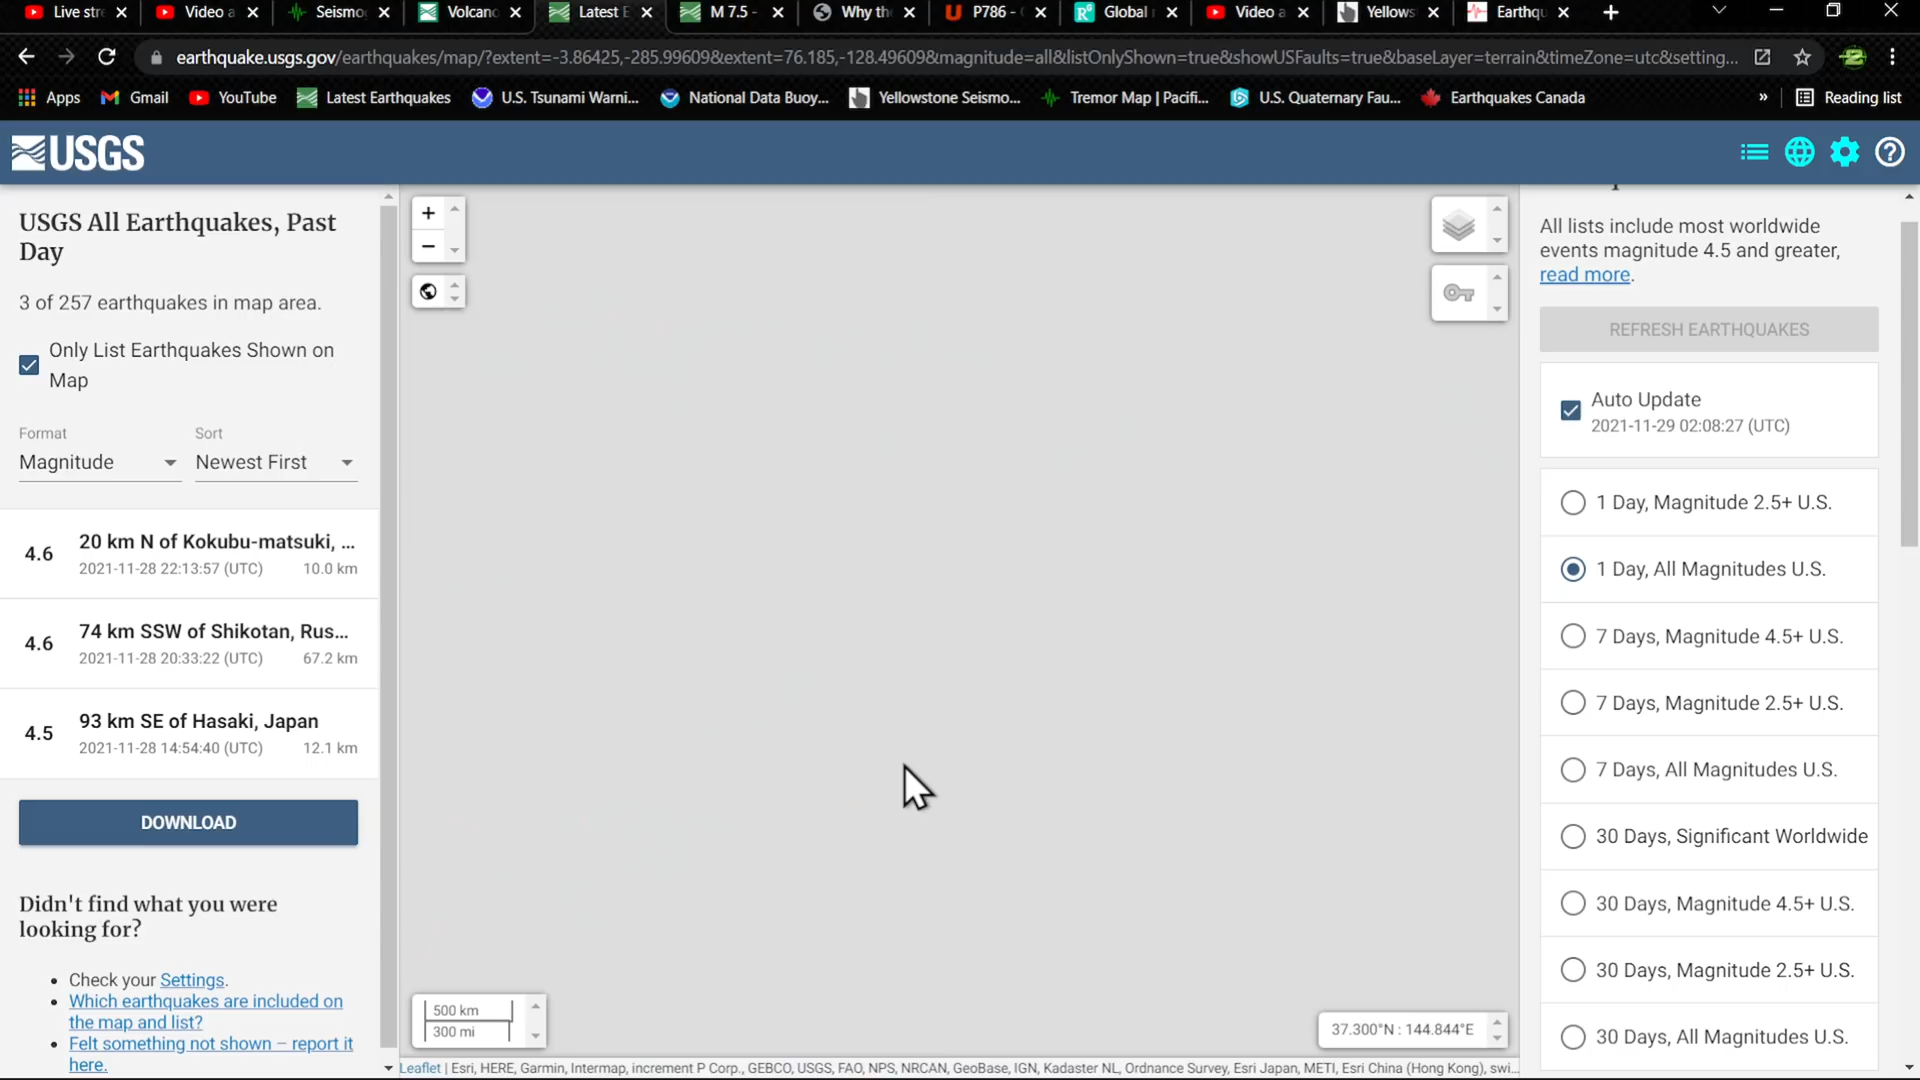 Live stre
Video a
Seismo
Volcano
Latest E
M 7.5 -
Why th
P786 -
Global
Video a
Yellows
Earthqu
earthquake.usgs.gov/earthquakes/map/?extent=-3.86425,-285.99609&extent=76.185,-128.49609&magnitude=all&listOnlyShown=true&showUSFaults=true&baseLayer=terrain&timeZone=utc&setting...
Apps
Gmail
YouTube
Latest Earthquakes
U.S. Tsunami Warni...
National Data Buoy...
Yellowstone Seismo...
Tremor Map | Pacifi...
U.S. Quaternary Fau...
Earthquakes Canada
»
Reading list
USGS
USGS All Earthquakes, Past
Day
3 of 257 earthquakes in map area.
Only List Earthquakes Shown on
Map
Format
Sort
Magnitude
Newest First
4.6
20 km N of Kokubu-matsuki, ...
2021-11-28 22:13:57 (UTC)
10.0 km
4.6
74 km SSW of Shikotan, Rus...
2021-11-28 20:33:22 (UTC)
67.2 km
4.5
93 km SE of Hasaki, Japan
2021-11-28 14:54:40 (UTC)
12.1 km
DOWNLOAD
Didn't find what you were
looking for?
Check your Settings.
Which earthquakes are included on
the map and list?
Felt something not shown – report it
here.
+
−
500 km
300 mi
37.300°N : 144.844°E
Leaflet | Esri, HERE, Garmin, Intermap, increment P Corp., GEBCO, USGS, FAO, NPS, NRCAN, GeoBase, IGN, Kadaster NL, Ordnance Survey, Esri Japan, METI, Esri China (Hong Kong), swi...
All lists include most worldwide
events magnitude 4.5 and greater,
read more.
REFRESH EARTHQUAKES
Auto Update
2021-11-29 02:08:27 (UTC)
1 Day, Magnitude 2.5+ U.S.
1 Day, All Magnitudes U.S.
7 Days, Magnitude 4.5+ U.S.
7 Days, Magnitude 2.5+ U.S.
7 Days, All Magnitudes U.S.
30 Days, Significant Worldwide
30 Days, Magnitude 4.5+ U.S.
30 Days, Magnitude 2.5+ U.S.
30 Days, All Magnitudes U.S.